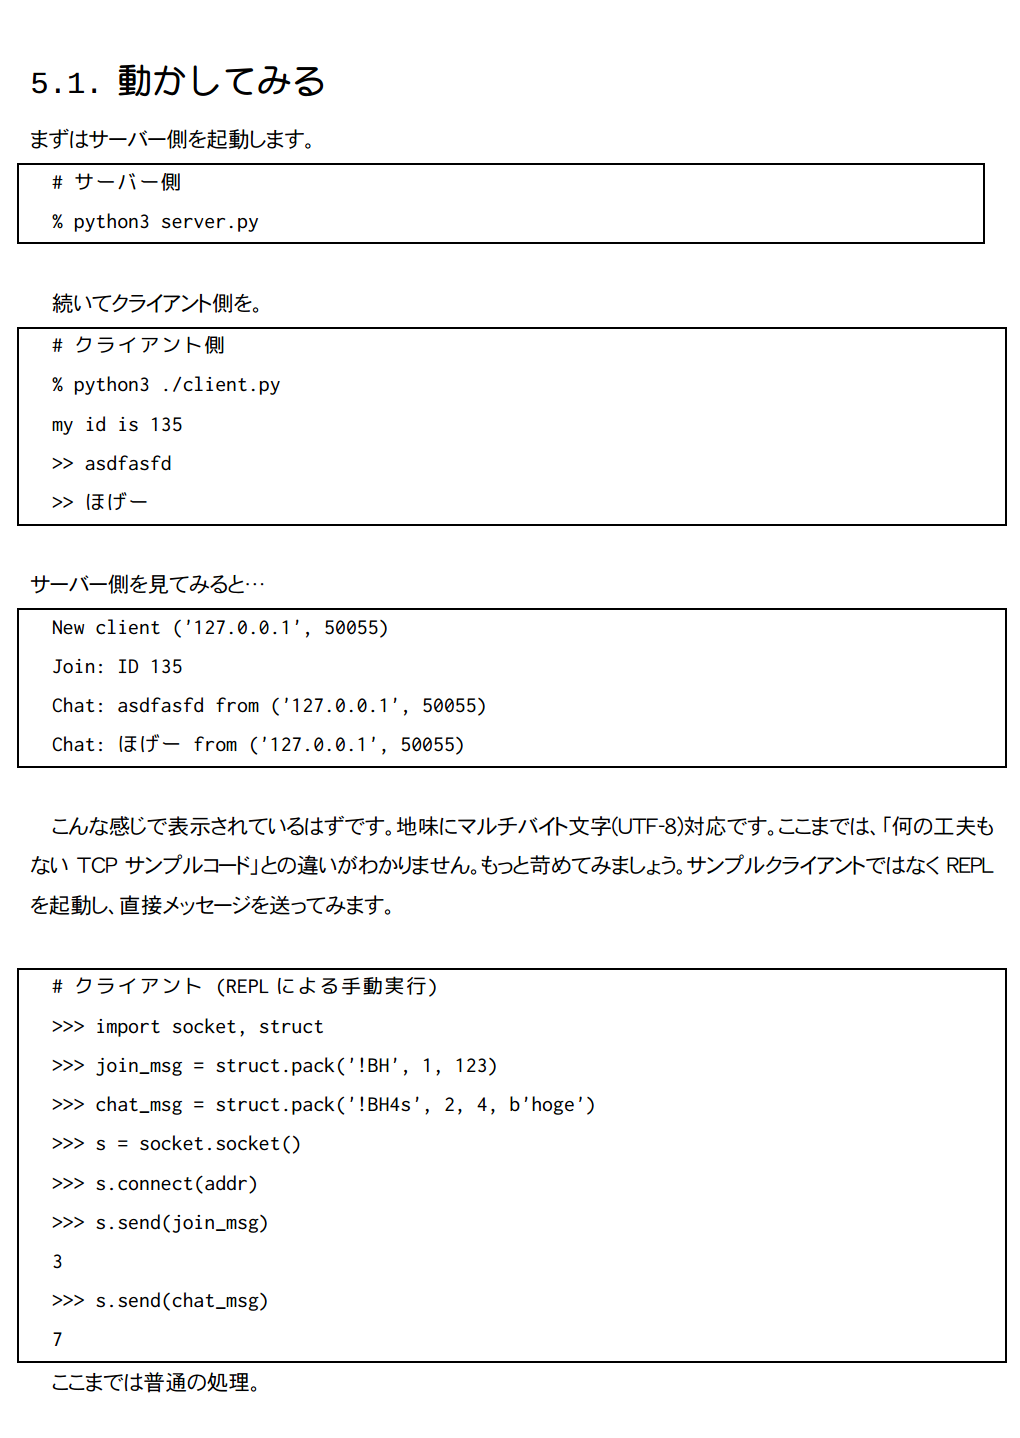 5.1. 動かしてみる
まずはサーバー側を起動します。
# サーバー側
% python3 server.py
続いてクライアント側を。
# クライアント側
% python3 ./client.py
my id is 135
>> asdfasfd
>> ほげー
サーバー側を見てみると…
New client ('127.0.0.1', 50055)
Join: ID 135
Chat: asdfasfd from ('127.0.0.1', 50055)
Chat: ほげー from ('127.0.0.1', 50055)
こんな感じで表示されているはずです。地味にマルチバイト文字(UTF-8)対応です。ここまでは、「何の工夫も
ない TCP サンプルコード」との違いがわかりません。もっと苛めてみましょう。サンプルクライアントではなく REPL
を起動し、直接メッセージを送ってみます。
# クライアント (REPL による手動実行)
>>> import socket, struct
>>> join_msg = struct.pack('!BH', 1, 123)
>>> chat_msg = struct.pack('!BH4s', 2, 4, b'hoge')
>>> s = socket.socket()
>>> s.connect(addr)
>>> s.send(join_msg)
3
>>> s.send(chat_msg)
7
ここまでは普通の処理。